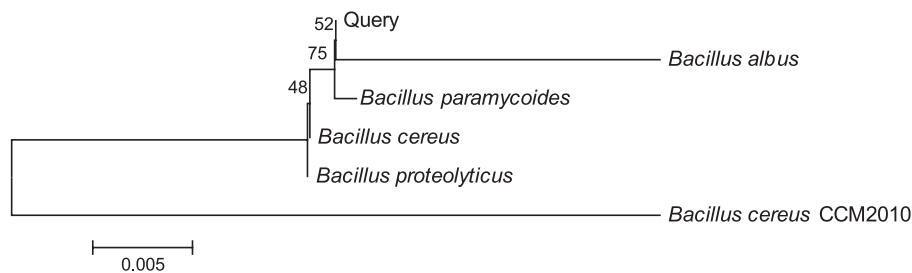 52 Query
75
Bacillus albus
48
Bacillus paramycoides
Bacillus cereus
Bacillus proteolyticus
Bacillus cereus CCM2010
0.005